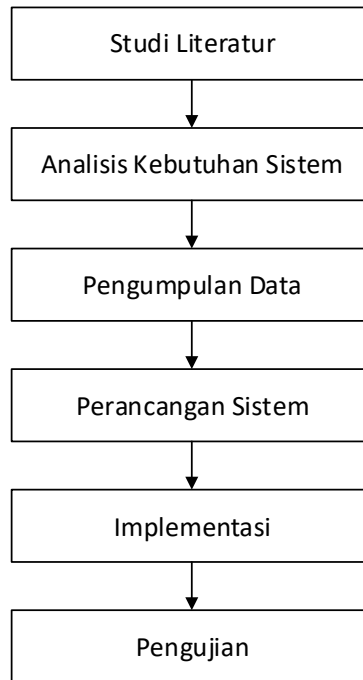 Studi Literatur
Analisis Kebutuhan Sistem
Pengumpulan Data
Perancangan Sistem
Implementasi
Pengujian